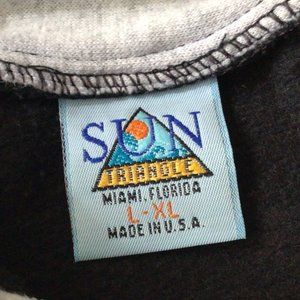 SUN
TRIANGLE
MIAMI, FLORIDA
L-XL
MADE IN U.S.A.